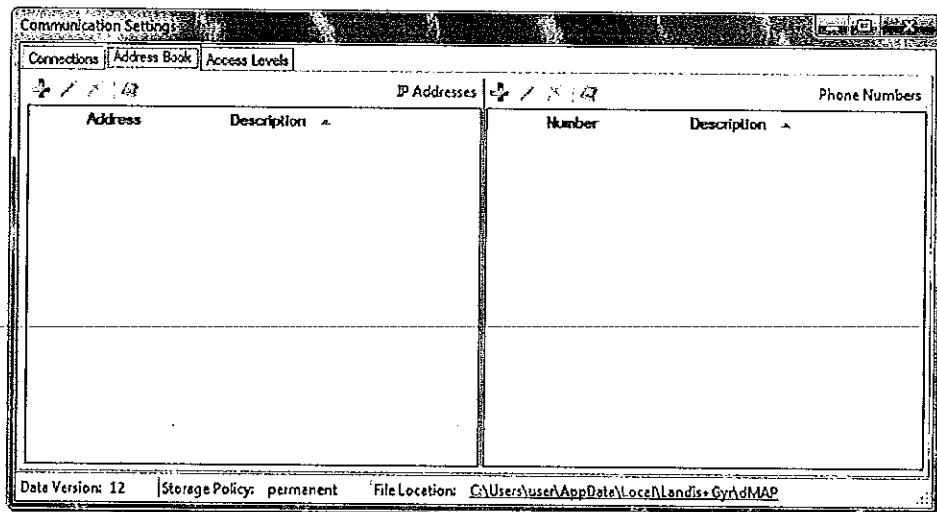 Communication Settings
Connections Address Book Access Levels
IP Addresses
Phone Numbers
Address Description
Number Description
Data Version: 12 Storage Policy: permanent File Location: C:\Users\user\AppData\Local\Landis+Gyr\dMAP